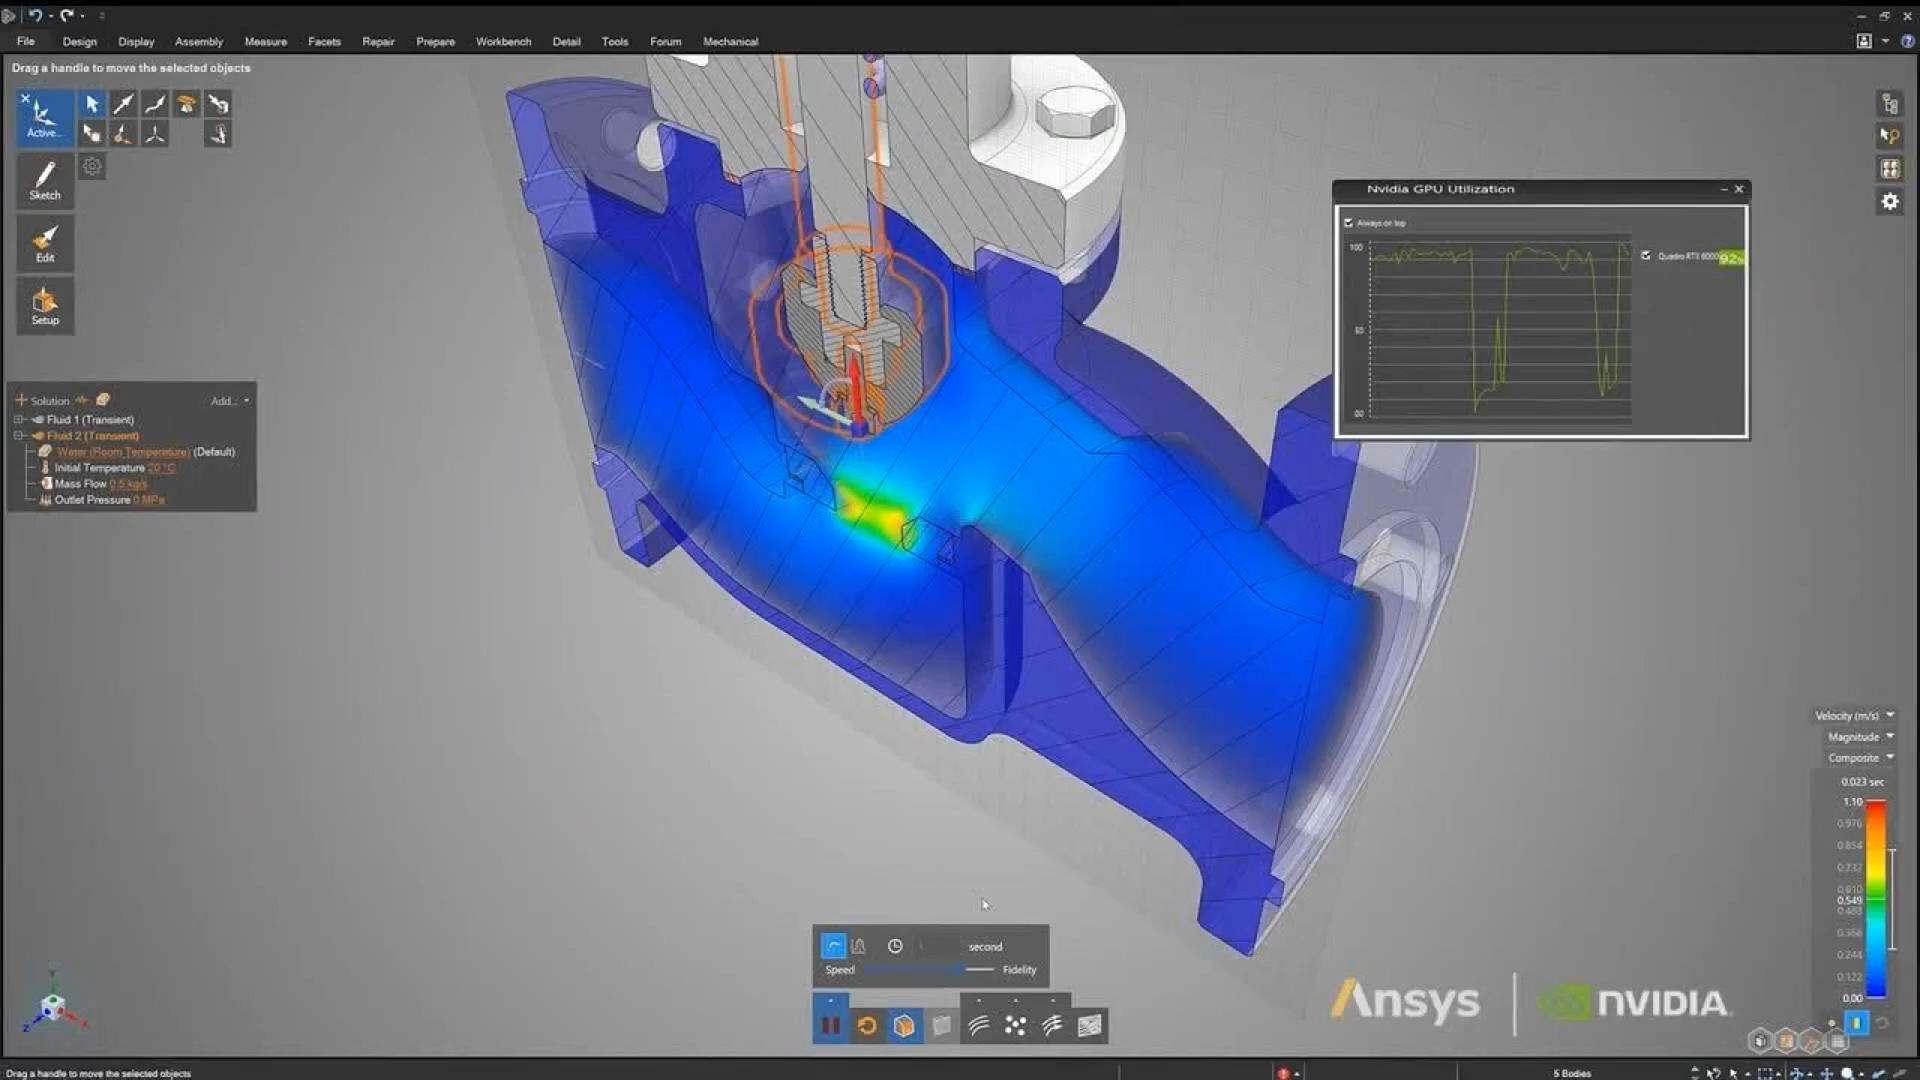 File Design Display Assembly Measure Facets Repair Prepare Workbench Detail Tools Forum Mechanical
Drag a handle to move the selected objects
Active...
Sketch
Edit
Setup
Solution Add...
Fluid 1 (Transient)
Fluid 2 (Transient)
Water (Room Temperature) (Default)
Initial Temperature 20 °C
Mass Flow 0.5 kg/s
Outlet Pressure 0 MPa
Nvidia GPU Utilization
Always on top
100
50
00
Quadro RTX 6000 92%
Velocity (m/s)
Magnitude
Composite
0.023 sec
1.10
0.976
0.854
0.732
0.610
0.549
0.488
0.366
0.244
0.122
0.00
second
Speed Fidelity
Ansys | NVIDIA.
Y
Z X
Drag a handle to move the selected objects
5 Bodies